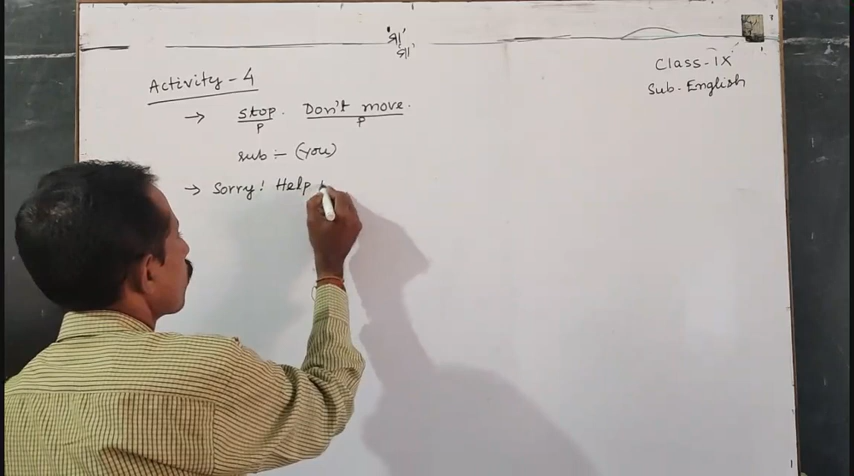 Class-IX
Sub. English
Activity-4
→ stop. Don't move.
P P
sub:- (you)
→ Sorry! Help